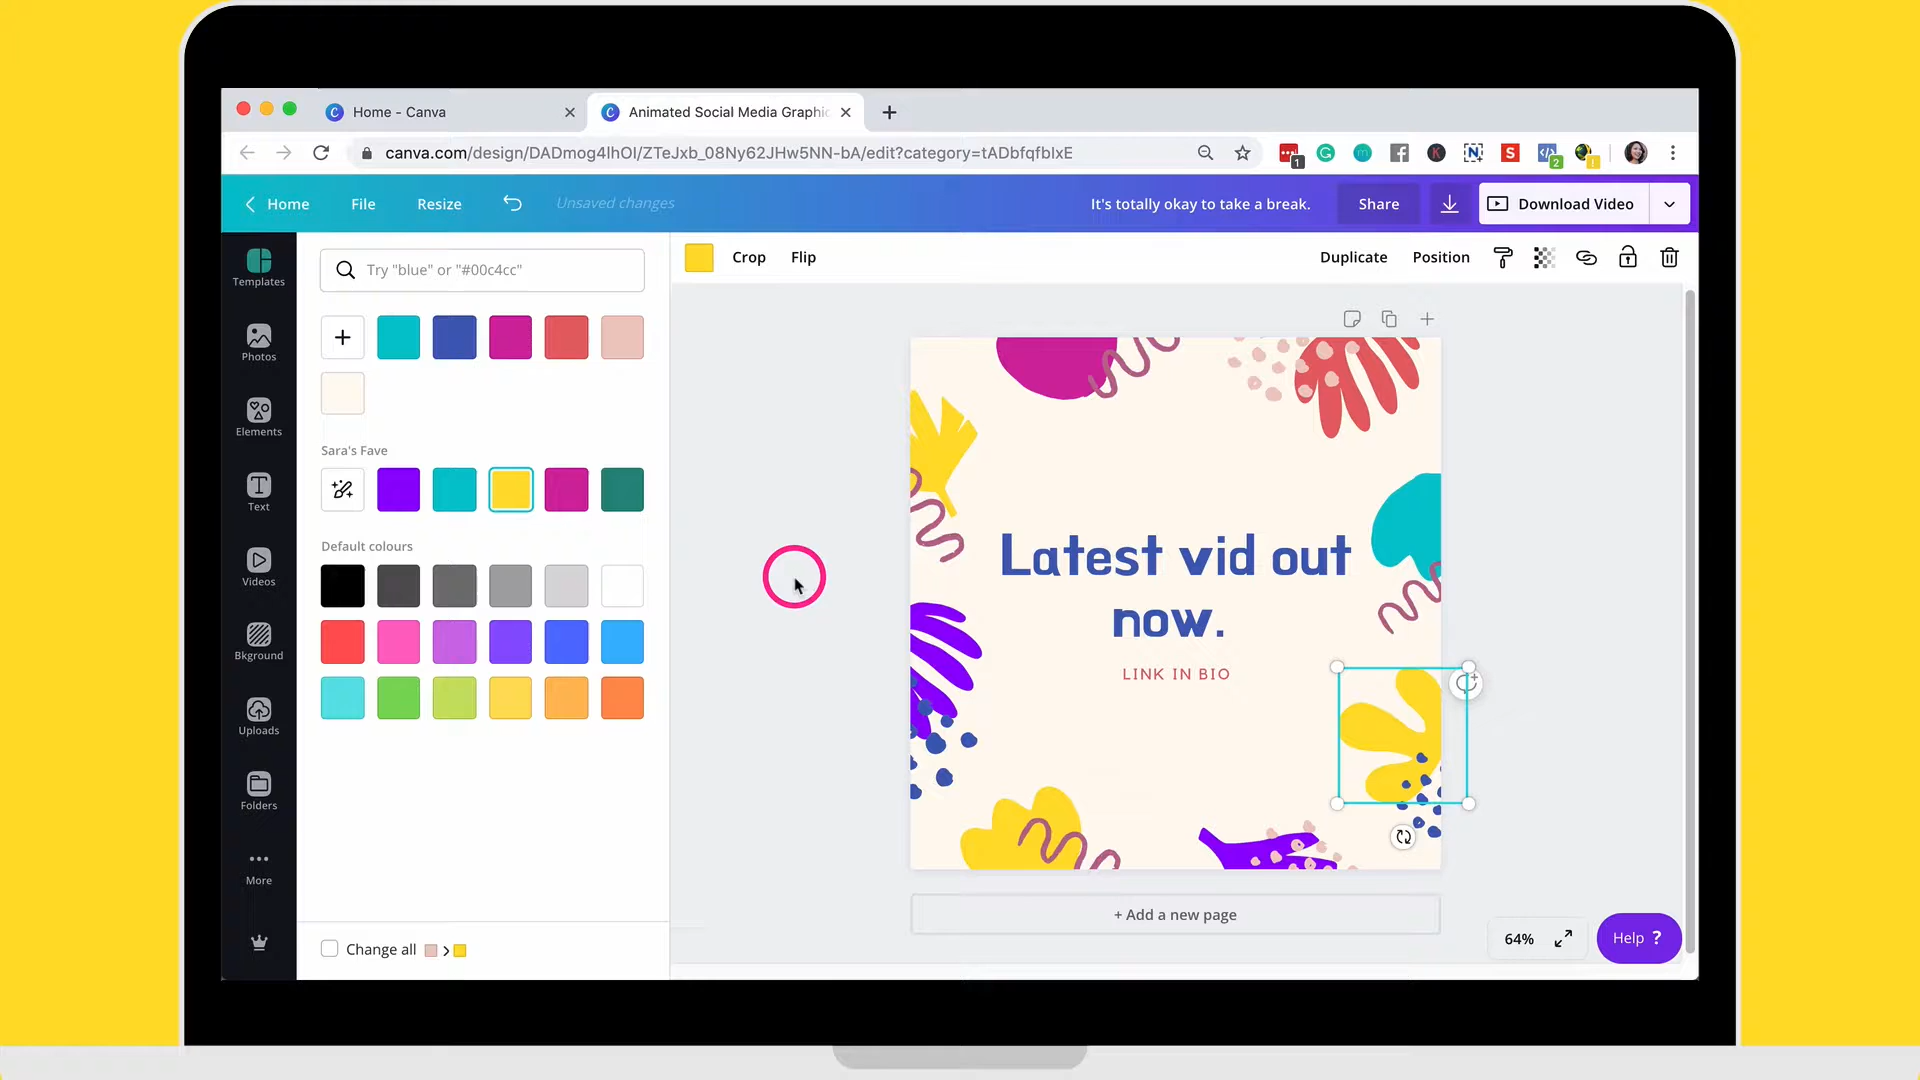 Home - Canva
Animated Social Media Graphic
canva.com/design/DADmog4lhOI/ZTeJxb_08Ny62JHw5NN-bA/edit?category=tADbfqfbIxE
1
2
Home
File
Resize
Unsaved changes
It's totally okay to take a break.
Share
Download Video
Templates
Photos
Elements
Text
Videos
Bkground
Uploads
Folders
More
Try "blue" or "#00c4cc"
Sara's Fave
Default colours
Change all
Crop
Flip
Duplicate
Position
Latest vid out
now.
LINK IN BIO
+ Add a new page
64%
Help ?